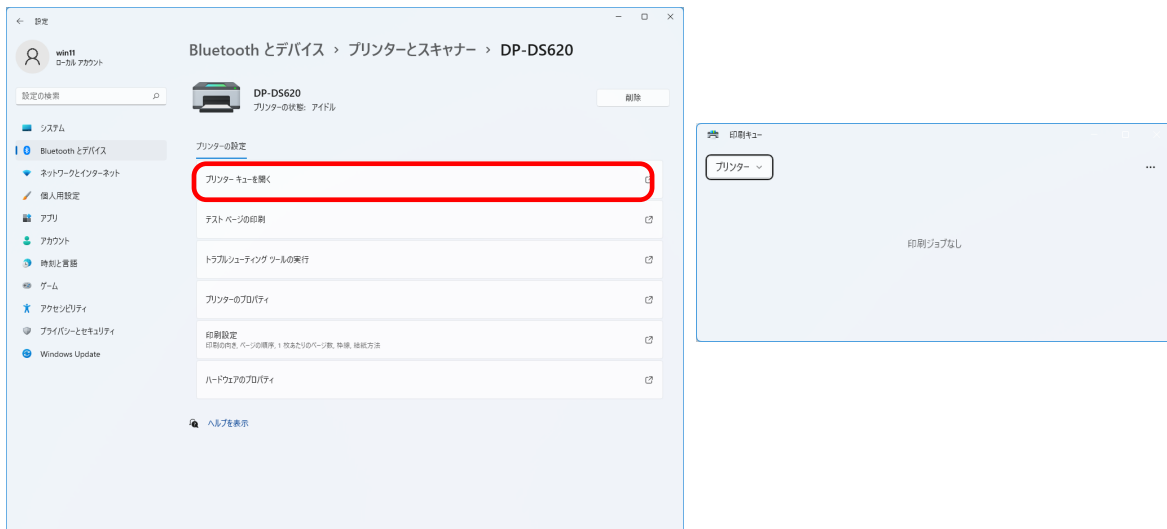 設定
win11
ローカル アカウント
設定の検索
システム
Bluetooth とデバイス
ネットワークとインターネット
個人用設定
アプリ
アカウント
時刻と言語
ゲーム
アクセシビリティ
プライバシーとセキュリティ
Windows Update
Bluetooth とデバイス › プリンターとスキャナー › DP-DS620
DP-DS620
プリンターの状態: アイドル
削除
プリンターの設定
プリンター キューを開く
テスト ページの印刷
トラブルシューティング ツールの実行
プリンターのプロパティ
印刷設定
印刷の向き, ページの順序, 1 枚あたりのページ数, 枠線, 給紙方法
ハードウェアのプロパティ
ヘルプを表示
印刷キュー
プリンター
印刷ジョブなし